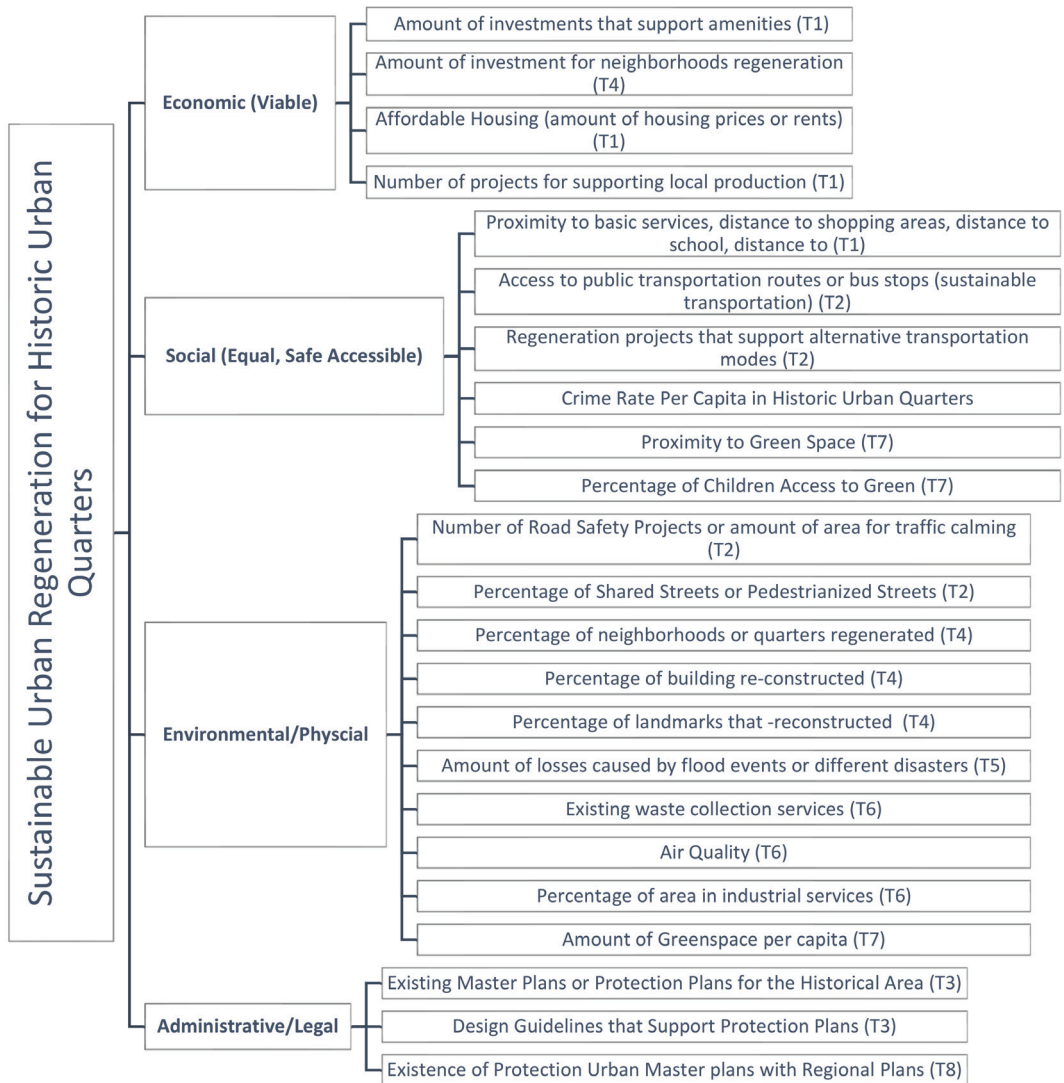 Sustainable Urban Regeneration for Historic Urban
Quarters
Economic (Viable)
Amount of investments that support amenities (T1)
Amount of investment for neighborhoods regeneration
(T4)
Affordable Housing (amount of housing prices or rents)
(T1)
Number of projects for supporting local production (T1)
Social (Equal, Safe Accessible)
Proximity to basic services, distance to shopping areas, distance to
school, distance to (T1)
Access to public transportation routes or bus stops (sustainable
transportation) (T2)
Regeneration projects that support alternative transportation
modes (T2)
Crime Rate Per Capita in Historic Urban Quarters
Proximity to Green Space (T7)
Percentage of Children Access to Green (T7)
Environmental/Physcial
Number of Road Safety Projects or amount of area for traffic calming
(T2)
Percentage of Shared Streets or Pedestrianized Streets (T2)
Percentage of neighborhoods or quarters regenerated (T4)
Percentage of building re-constructed (T4)
Percentage of landmarks that -reconstructed (T4)
Amount of losses caused by flood events or different disasters (T5)
Existing waste collection services (T6)
Air Quality (T6)
Percentage of area in industrial services (T6)
Amount of Greenspace per capita (T7)
Administrative/Legal
Existing Master Plans or Protection Plans for the Historical Area (T3)
Design Guidelines that Support Protection Plans (T3)
Existence of Protection Urban Master plans with Regional Plans (T8)